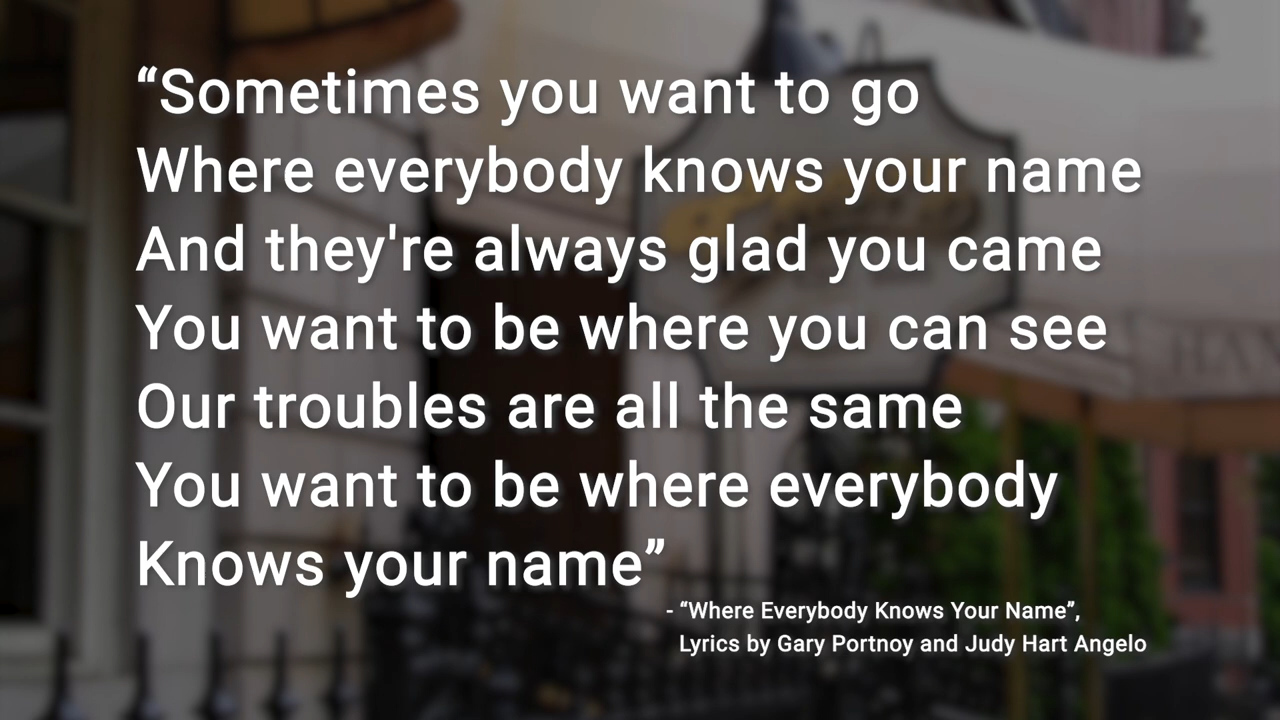 “Sometimes you want to go
Where everybody knows your name
And they're always glad you came
You want to be where you can see
Our troubles are all the same
You want to be where everybody
Knows your name”
- “Where Everybody Knows Your Name”,
Lyrics by Gary Portnoy and Judy Hart Angelo